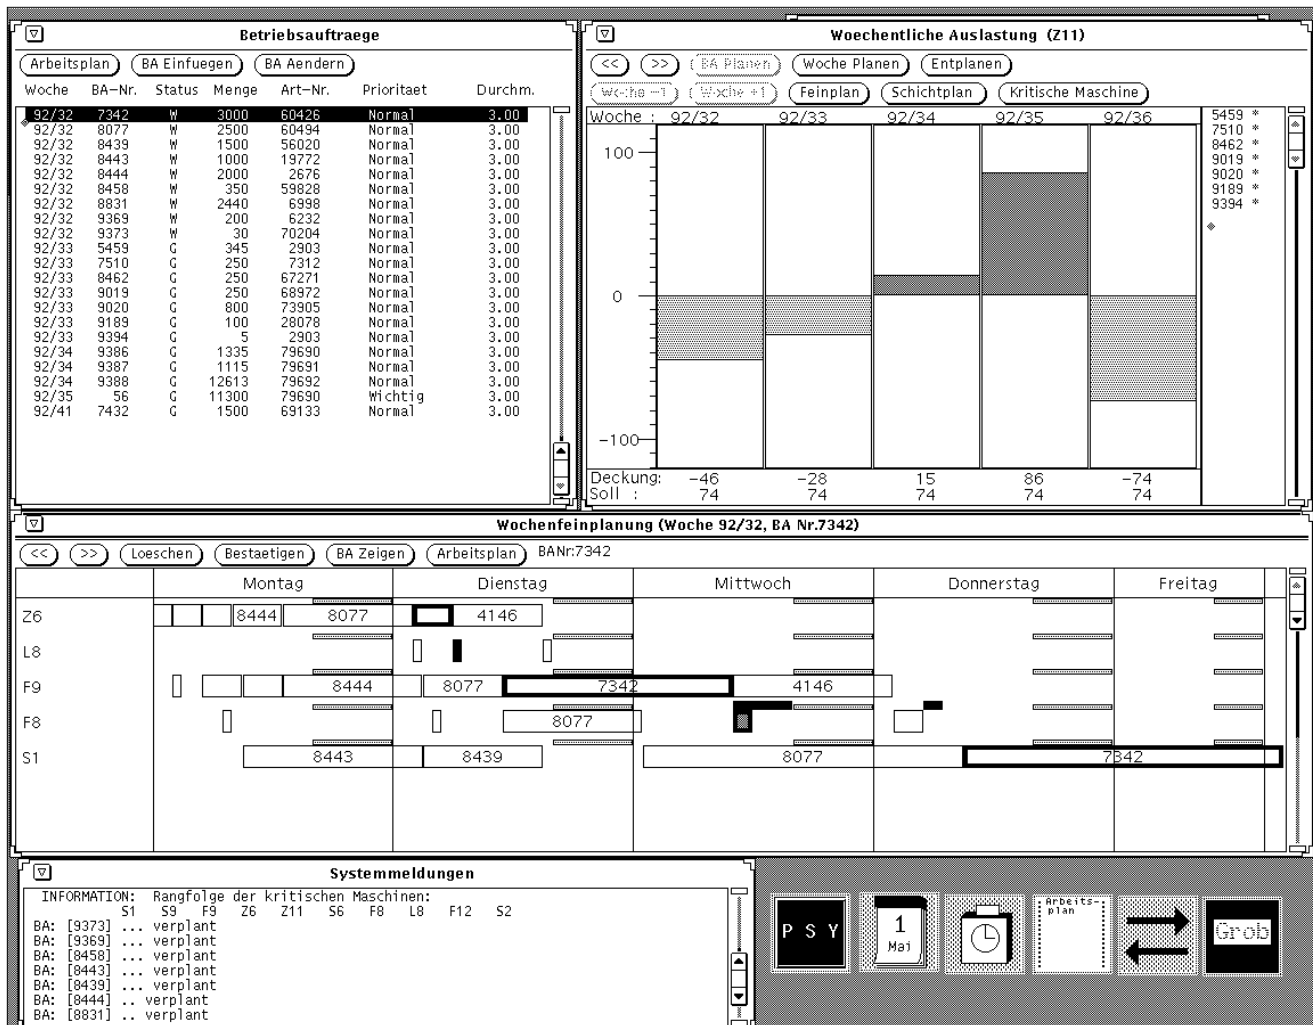 Betriebsauftraege
Arbeitsplan BA Einfuegen BA Aendern
Woche BA-Nr. Status Menge Art-Nr. Prioritaet Durchm.
92/32 7342 W 3000 60426 Normal 3.00
92/32 8077 W 2500 60494 Normal 3.00
92/32 8439 W 1500 56020 Normal 3.00
92/32 8443 W 1000 19772 Normal 3.00
92/32 8444 W 2000 2676 Normal 3.00
92/32 8458 W 350 59828 Normal 3.00
92/32 8831 W 2440 6998 Normal 3.00
92/32 9369 W 200 6232 Normal 3.00
92/32 9373 W 30 70204 Normal 3.00
92/33 5459 G 345 2903 Normal 3.00
92/33 7510 G 250 7312 Normal 3.00
92/33 8462 G 250 67271 Normal 3.00
92/33 9019 G 250 68972 Normal 3.00
92/33 9020 G 800 73905 Normal 3.00
92/33 9189 G 100 28078 Normal 3.00
92/33 9394 G 5 2903 Normal 3.00
92/34 9386 G 1335 79690 Normal 3.00
92/34 9387 G 1115 79691 Normal 3.00
92/34 9388 G 12613 79692 Normal 3.00
92/35 56 G 11300 79690 Wichtig 3.00
92/41 7432 G 1500 69133 Normal 3.00
Woechentliche Auslastung (Z11)
<< >> BA Planen Woche Planen Entplanen
Woche -1 Woche +1 Feinplan Schichtplan Kritische Maschine
Woche : 92/32 92/33 92/34 92/35 92/36
100
0
-100
Deckung: -46 -28 15 86 -74
Soll : 74 74 74 74 74
5459 *
7510 *
8462 *
9019 *
9020 *
9189 *
9394 *
Wochenfeinplanung (Woche 92/32, BA Nr.7342)
<< >> Loeschen Bestaetigen BA Zeigen Arbeitsplan BANr:7342
Montag Dienstag Mittwoch Donnerstag Freitag
Z6 8444 8077 4146
L8
F9 8444 8077 7342 4146
F8 8077
S1 8443 8439 8077 7342
Systemmeldungen
INFORMATION: Rangfolge der kritischen Maschinen:
S1 S9 F9 Z6 Z11 S6 F8 L8 F12 S2
BA: [9373] ... verplant
BA: [9369] ... verplant
BA: [8458] ... verplant
BA: [8443] ... verplant
BA: [8439] ... verplant
BA: [8444] .. verplant
BA: [8831] .. verplant
P S Y
1
Mai
Arbeits-
plan
Grob